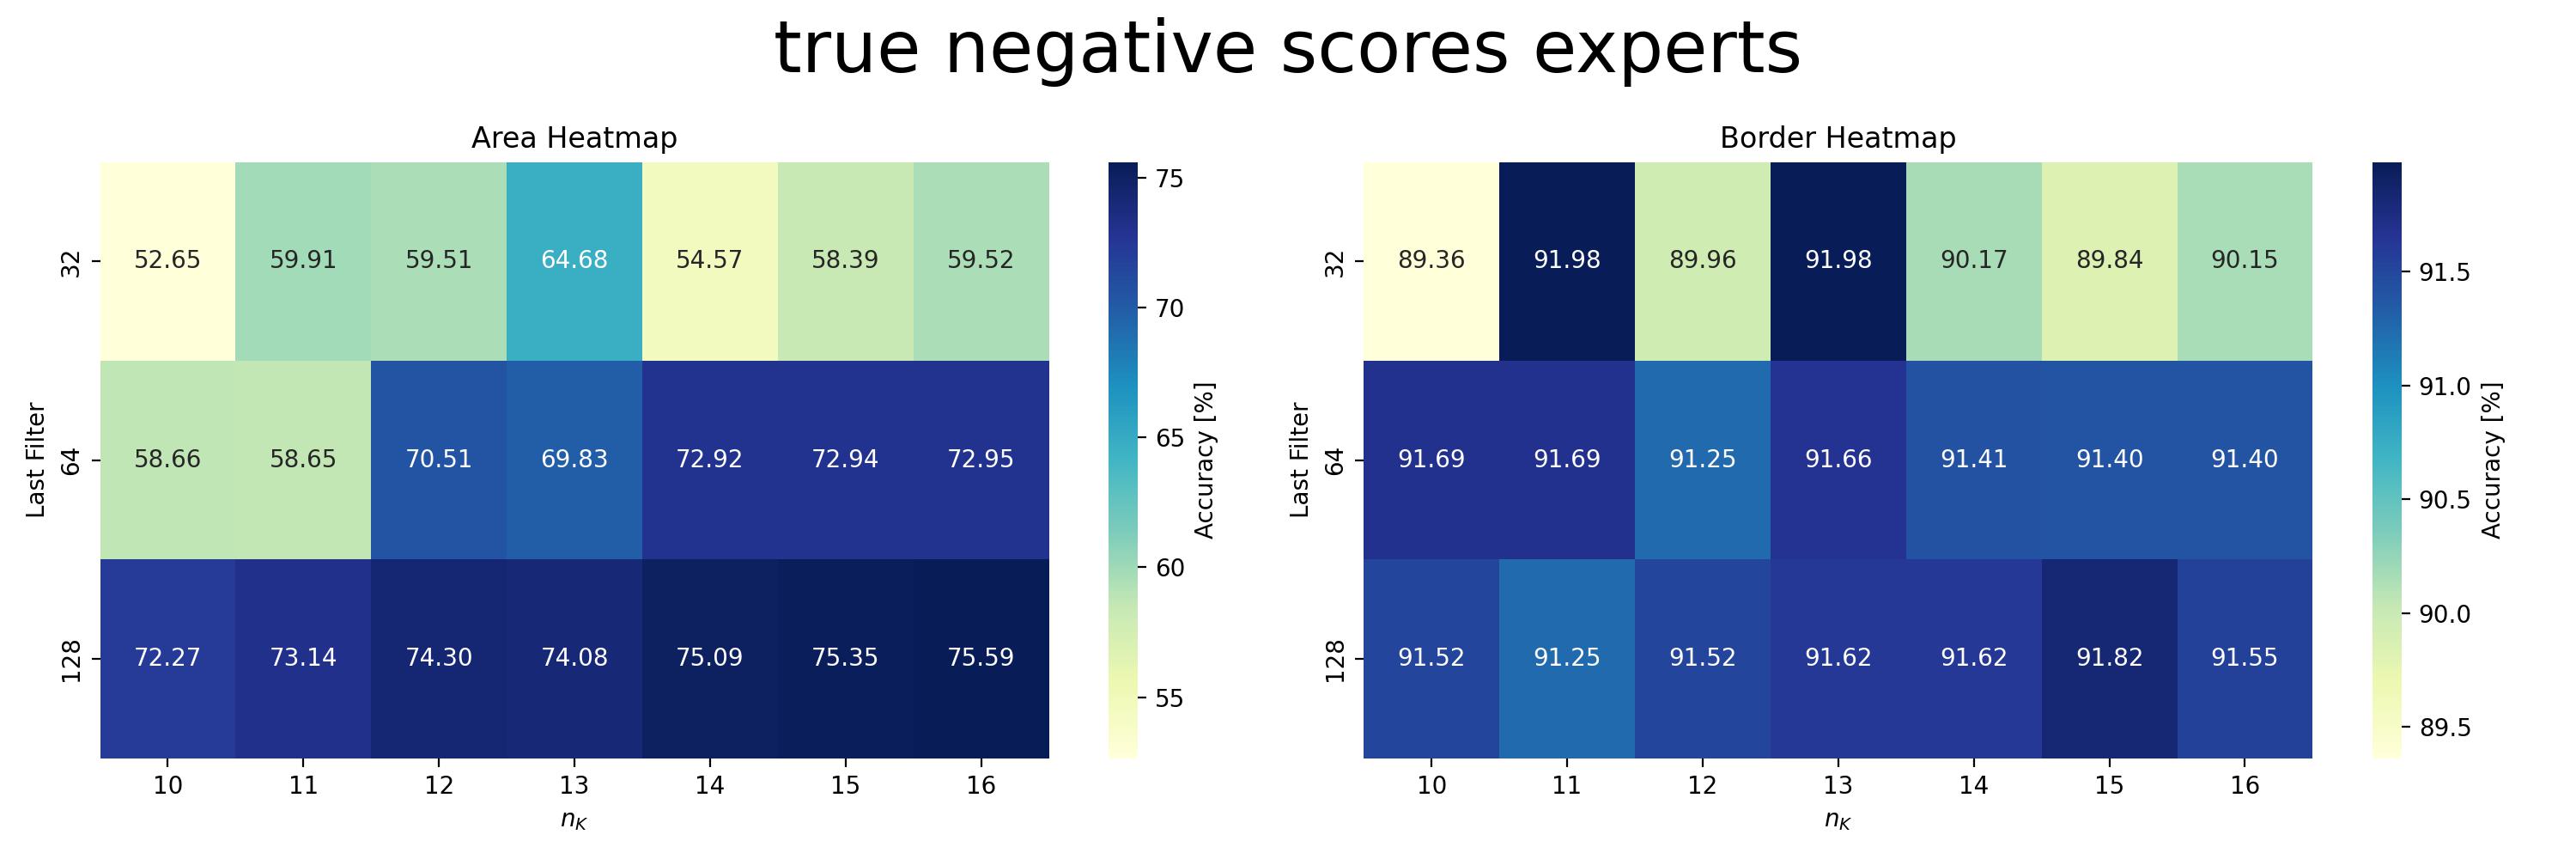 true negative scores experts
Area Heatmap
32 52.65 59.91 59.51 64.68 54.57 58.39 59.52
64 58.66 58.65 70.51 69.83 72.92 72.94 72.95
128 72.27 73.14 74.30 74.08 75.09 75.35 75.59
Last Filter
10 11 12 13 14 15 16
n_K
75
70
65
60
55
Accuracy [%]
Border Heatmap
32 89.36 91.98 89.96 91.98 90.17 89.84 90.15
64 91.69 91.69 91.25 91.66 91.41 91.40 91.40
128 91.52 91.25 91.52 91.62 91.62 91.82 91.55
Last Filter
10 11 12 13 14 15 16
n_K
91.5
91.0
90.5
90.0
89.5
Accuracy [%]